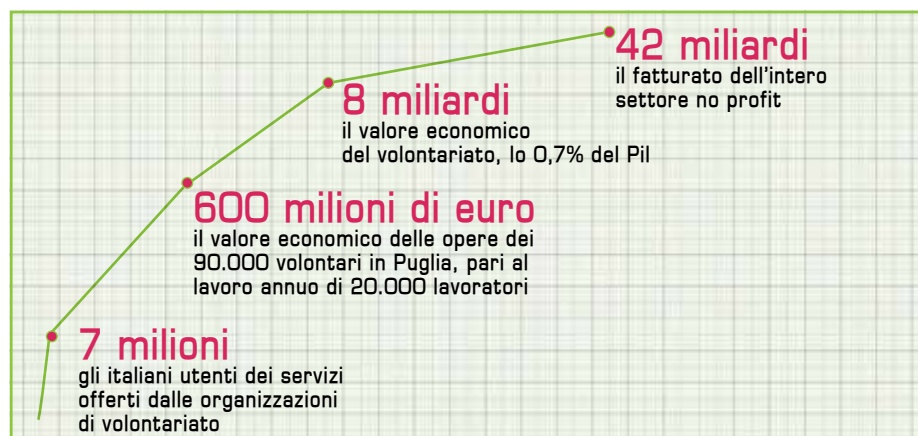 42 miliardi
il fatturato dell'intero
settore no profit
8 miliardi
il valore economico
del volontariato, lo 0,7% del Pil
600 milioni di euro
il valore economico delle opere dei
90.000 volontari in Puglia, pari al
lavoro annuo di 20.000 lavoratori
7 milioni
gli italiani utenti dei servizi
offerti dalle organizzazioni
di volontariato